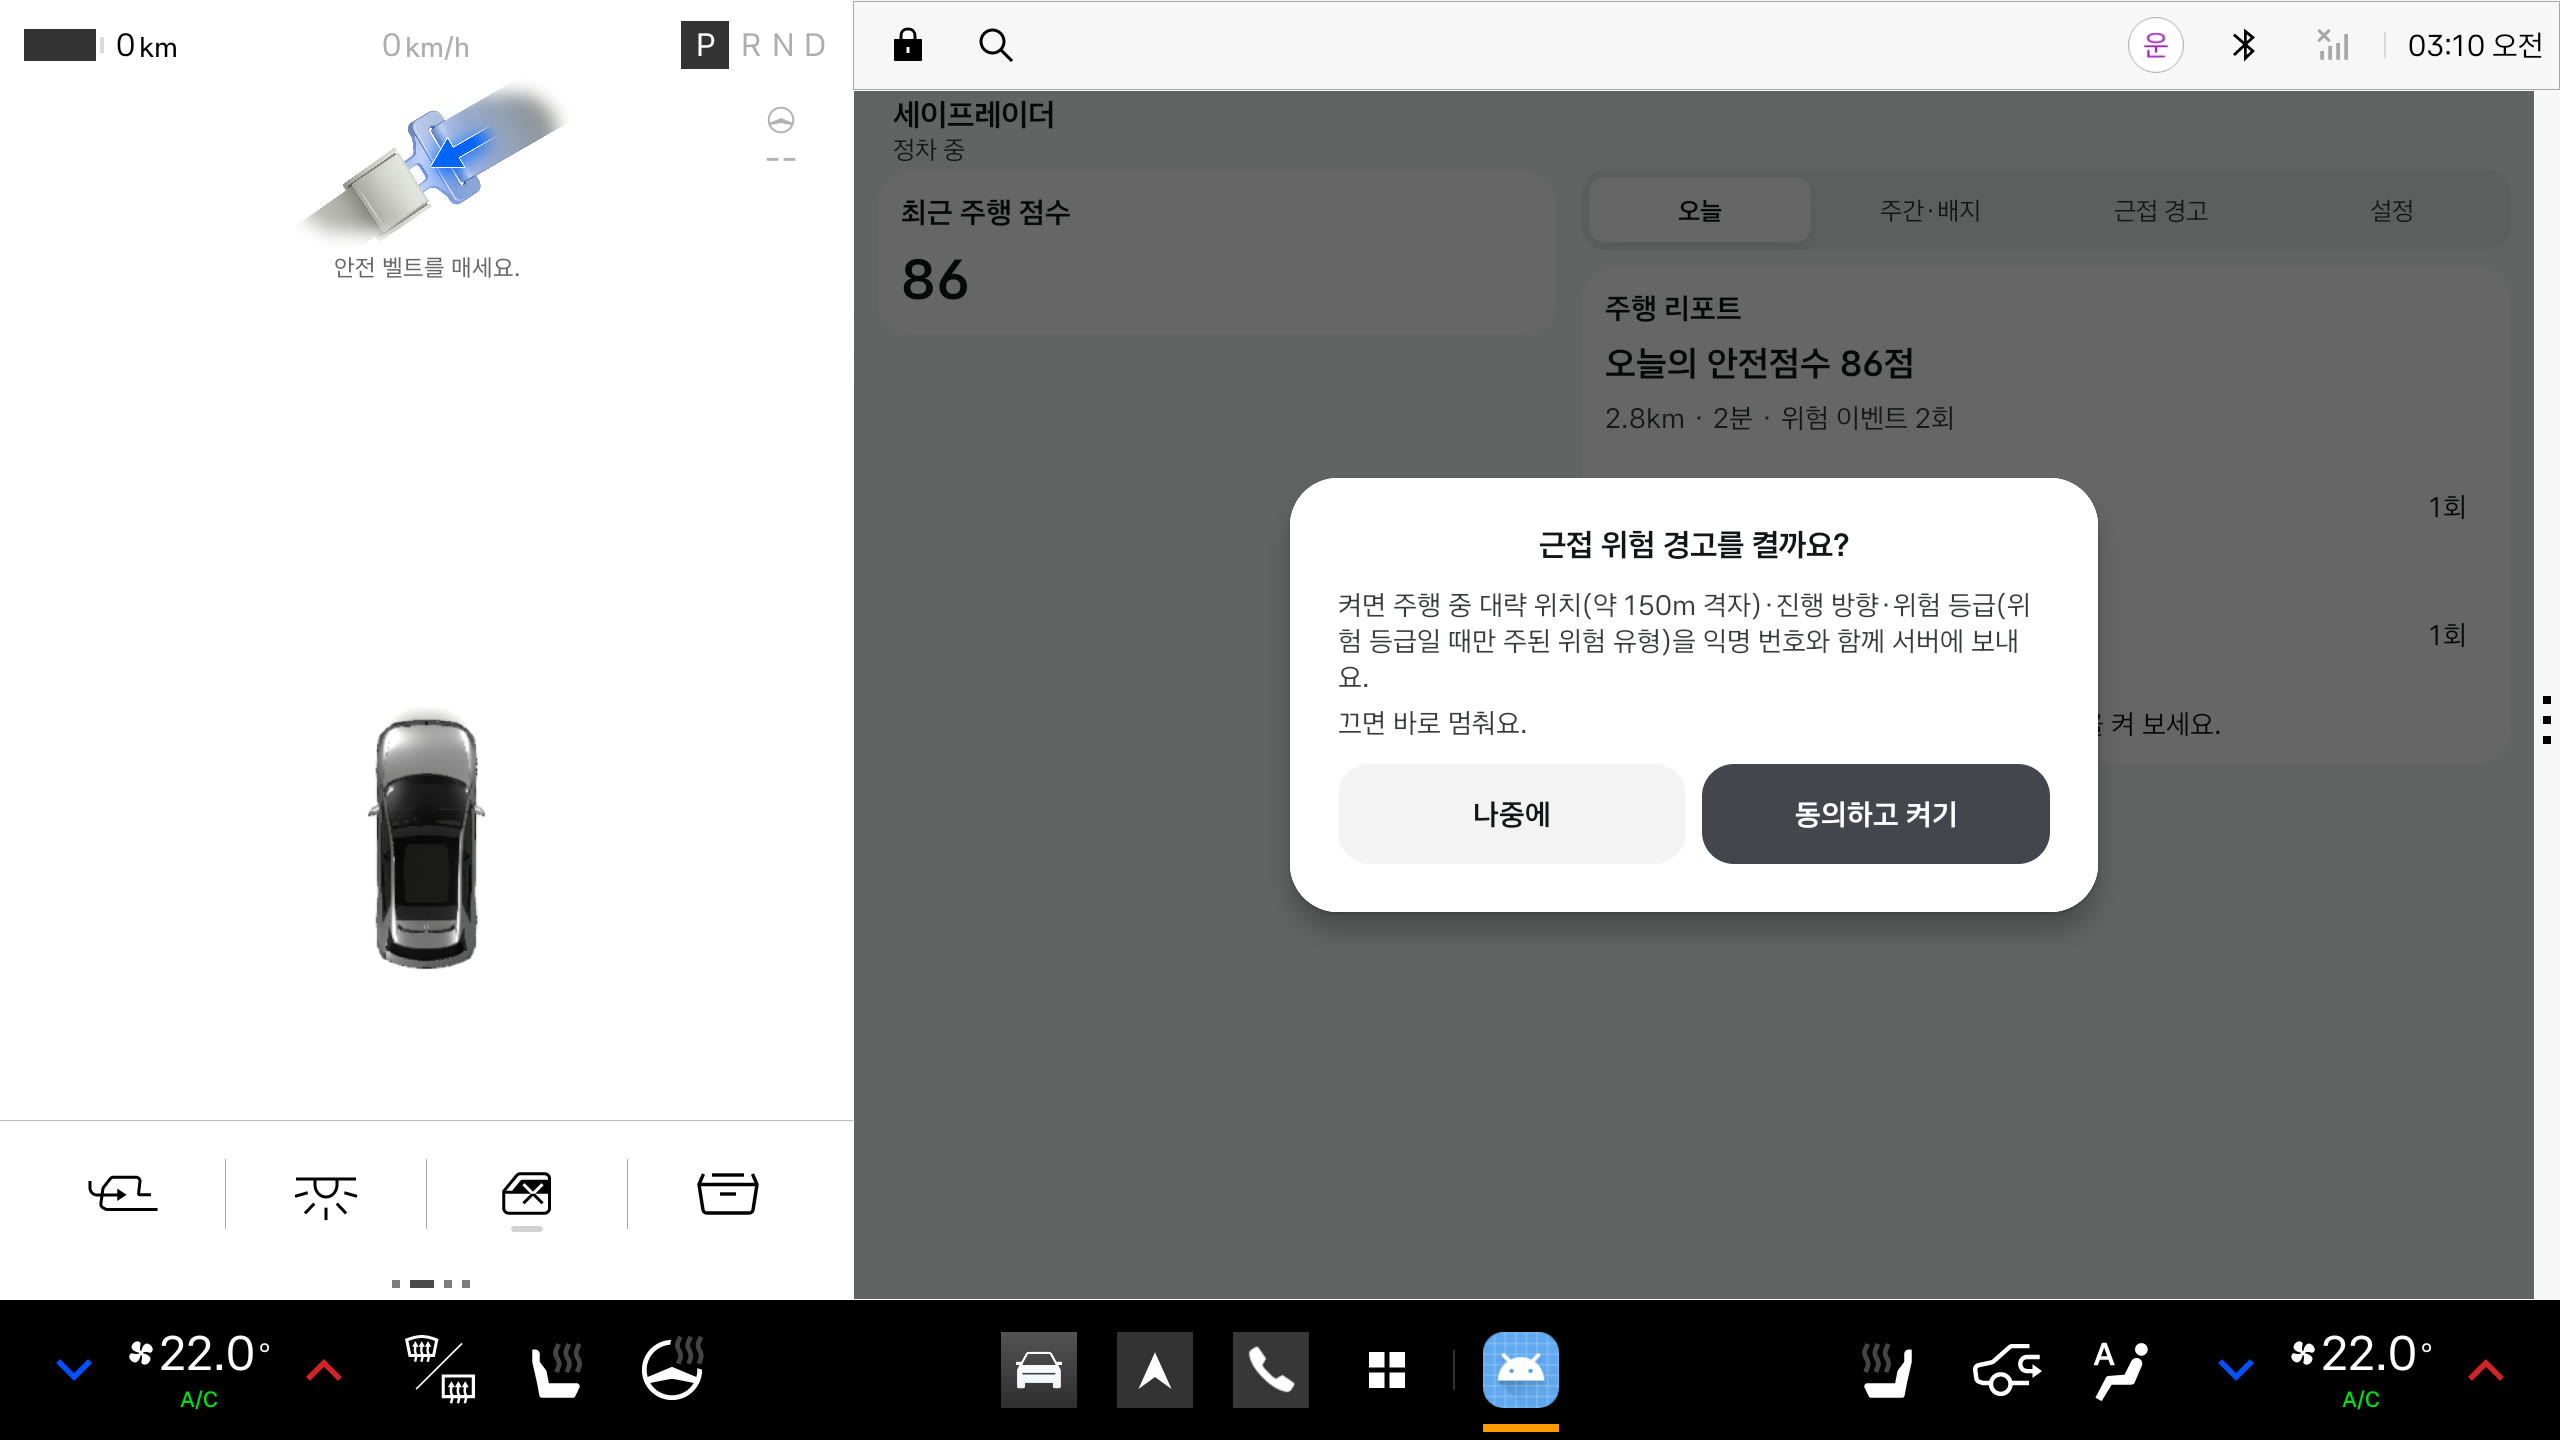 0 km
0 km/h
P R N D
운
03:10 오전
안전 벨트를 매세요.
세이프레이더
정차 중
최근 주행 점수
86
오늘
주간·배지
근접 경고
설정
주행 리포트
오늘의 안전점수 86점
2.8km · 2분 · 위험 이벤트 2회
1회
1회
켜 보세요.
근접 위험 경고를 켤까요?
켜면 주행 중 대략 위치(약 150m 격자)·진행 방향·위험 등급(위
험 등급일 때만 주된 위험 유형)을 익명 번호와 함께 서버에 보내
요.
끄면 바로 멈춰요.
나중에
동의하고 켜기
22.0°
A/C
A
22.0°
A/C